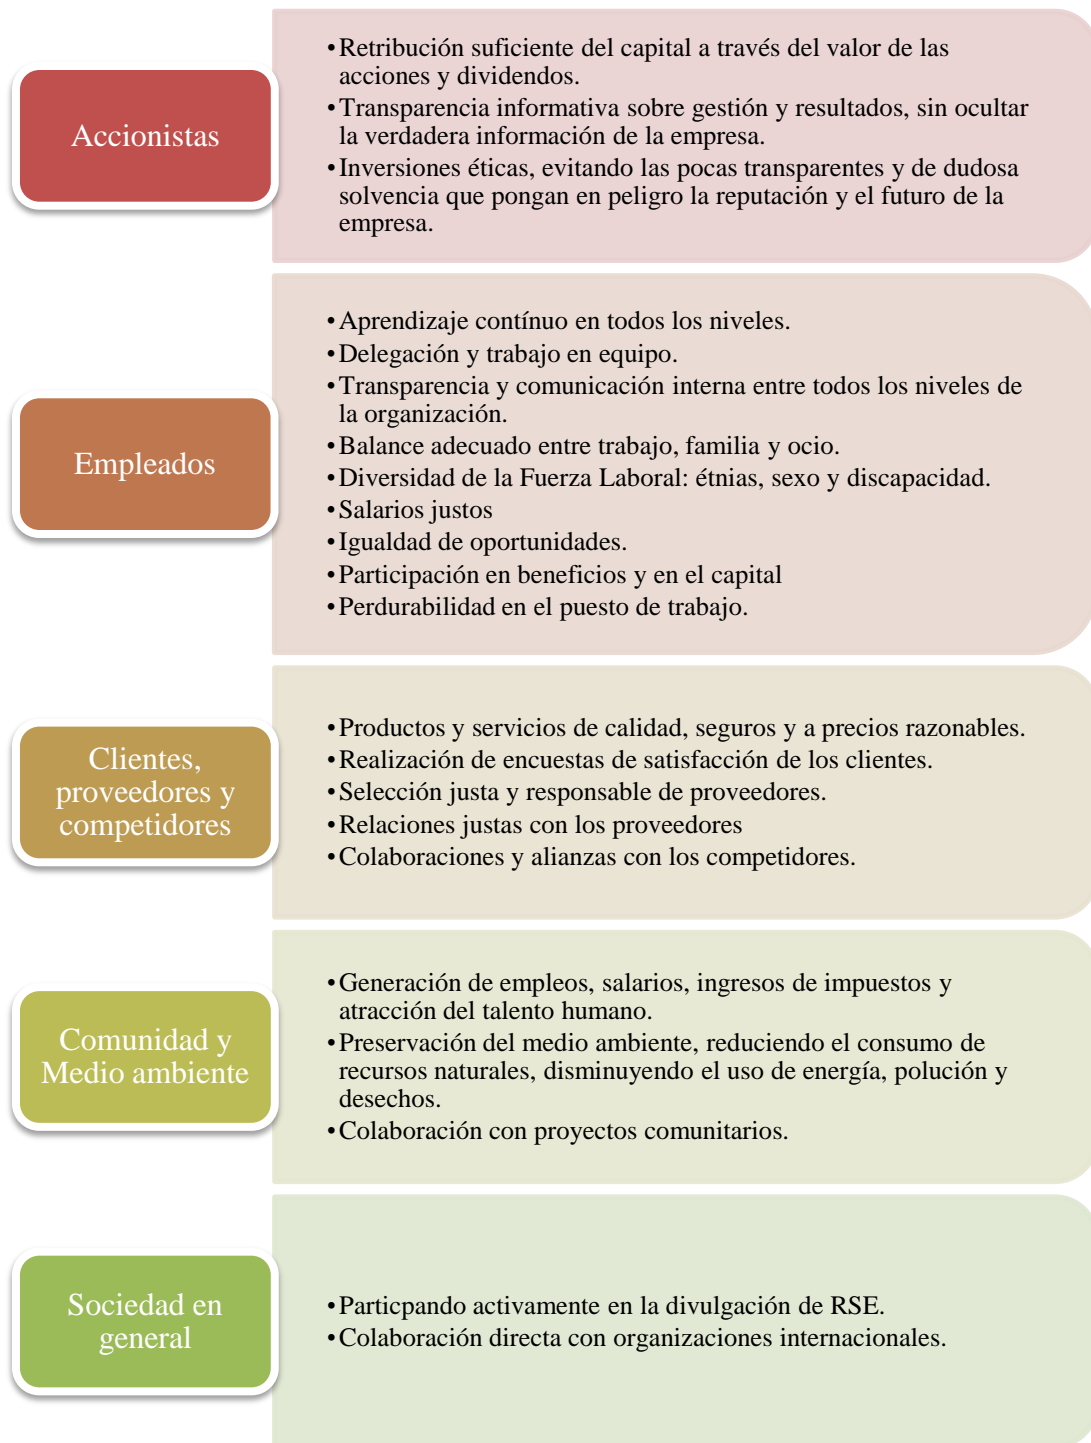 Accionistas
•Retribución suficiente del capital a través del valor de las
acciones y dividendos.
•Transparencia informativa sobre gestión y resultados, sin ocultar
la verdadera información de la empresa.
•Inversiones éticas, evitando las pocas transparentes y de dudosa
solvencia que pongan en peligro la reputación y el futuro de la
empresa.
Empleados
•Aprendizaje contínuo en todos los niveles.
•Delegación y trabajo en equipo.
•Transparencia y comunicación interna entre todos los niveles de
la organización.
•Balance adecuado entre trabajo, familia y ocio.
•Diversidad de la Fuerza Laboral: étnias, sexo y discapacidad.
•Salarios justos
•Igualdad de oportunidades.
•Participación en beneficios y en el capital
•Perdurabilidad en el puesto de trabajo.
Clientes,
proveedores y
competidores
•Productos y servicios de calidad, seguros y a precios razonables.
•Realización de encuestas de satisfacción de los clientes.
•Selección justa y responsable de proveedores.
•Relaciones justas con los proveedores
•Colaboraciones y alianzas con los competidores.
Comunidad y
Medio ambiente
•Generación de empleos, salarios, ingresos de impuestos y
atracción del talento humano.
•Preservación del medio ambiente, reduciendo el consumo de
recursos naturales, disminuyendo el uso de energía, polución y
desechos.
•Colaboración con proyectos comunitarios.
Sociedad en
general
•Particpando activamente en la divulgación de RSE.
•Colaboración directa con organizaciones internacionales.